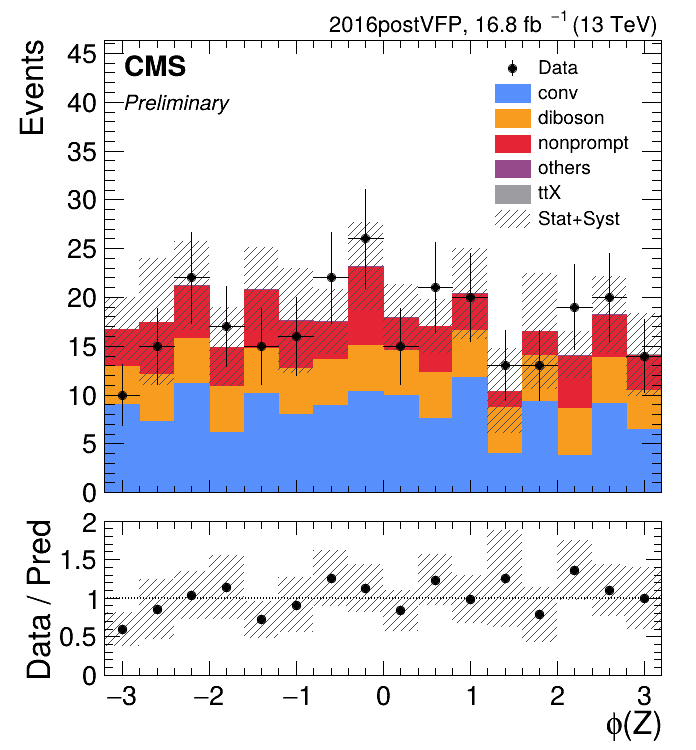 2016postVFP, 16.8 fb⁻¹ (13 TeV)
CMS
Preliminary
Events
45
40
35
30
25
20
15
10
5
0
Data
conv
diboson
nonprompt
others
ttX
Stat+Syst
Data / Pred
2
1.5
1
0.5
0
−3 −2 −1 0 1 2 3
ϕ(Z)